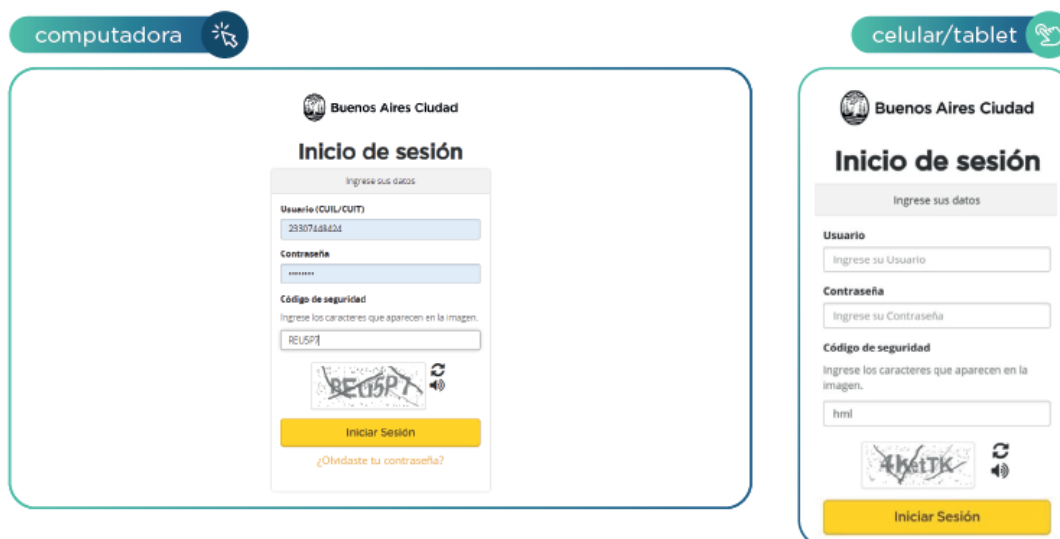 computadora
Buenos Aires Ciudad
Inicio de sesión
Ingrese sus datos
Usuario (CUIL/CUIT)
23307448424
Contraseña
••••••••
Código de seguridad
Ingrese los caracteres que aparecen en la imagen.
REU5P7
REu5P7
Iniciar Sesión
¿Olvidaste tu contraseña?
celular/tablet
Buenos Aires Ciudad
Inicio de sesión
Ingrese sus datos
Usuario
Ingrese su Usuario
Contraseña
Ingrese su Contraseña
Código de seguridad
Ingrese los caracteres que aparecen en la
imagen.
hml
4KetTK
Iniciar Sesión